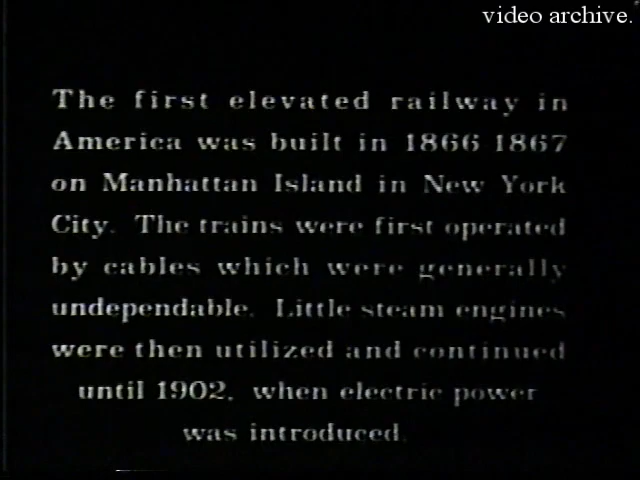 video archive.
The first elevated railway in
America was built in 1866 1867
on Manhattan Island in New York
City. The trains were first operated
by cables which were generally
undependable. Little steam engines
were then utilized and continued
until 1902, when electric power
was introduced.